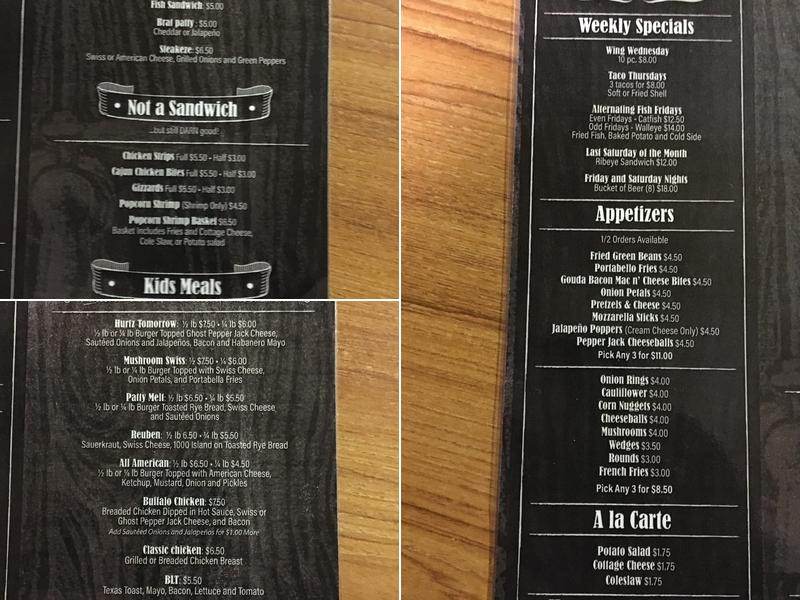 Fish Sandwich: $5.00
Brat patty : $5.00
Cheddar or Jalapeño
Steakeze: $6.50
Swiss or American Cheese, Grilled Onions and Green Peppers
• Not a Sandwich •
...but still DARN good!
Chicken Strips Full $5.50 • Half $3.00
Cajun Chicken Bites Full $5.50 • Half $3.00
Gizzards Full $5.50 • Half $3.00
Popcorn Shrimp (Shrimp Only) $4.50
Popcorn Shrimp Basket $6.50
Basket Includes Fries and Cottage Cheese,
Cole Slaw, or Potato salad
Kids Meals
Hurtz Tomorrow: ½ lb $7.50 • ¼ lb $6.00
½ lb or ¼ lb Burger Topped Ghost Pepper Jack Cheese,
Sautéed Onions and Jalapeños, Bacon and Habanero Mayo
Mushroom Swiss: ½ $7.50 • ¼ $6.00
½ lb or ¼ lb Burger Topped with Swiss Cheese,
Onion Petals, and Portabella Fries
Patty Melt: ½ lb $6.50 • ¼ lb $5.50
½ lb or ¼ lb Burger Toasted Rye Bread, Swiss Cheese
and Sautéed Onions
Reuben: ½ lb 6.50 • ¼ lb $5.50
Sauerkraut, Swiss Cheese, 1000 Island on Toasted Rye Bread
All American: ½ lb $6.50 • ¼ lb $4.50
½ lb or ¼ lb Burger Topped with American Cheese,
Ketchup, Mustard, Onion and Pickles
Buffalo Chicken: $7.50
Breaded Chicken Dipped in Hot Sauce, Swiss or
Ghost Pepper Jack Cheese, and Bacon
Add Sautéed Onions and Jalapeños for $1.00 More
Classic chicken: $6.50
Grilled or Breaded Chicken Breast
BLT: $5.50
Texas Toast, Mayo, Bacon, Lettuce and Tomato
Weekly Specials
Wing Wednesday
10 pc. $8.00
Taco Thursdays
3 tacos for $8.00
Soft or Fried Shell
Alternating Fish Fridays
Even Fridays - Catfish $12.50
Odd Fridays - Walleye $14.00
Fried Fish, Baked Potato and Cold Side
Last Saturday of the Month
Ribeye Sandwich $12.00
Friday and Saturday Nights
Bucket of Beer (8) $18.00
Appetizers
1/2 Orders Available
Fried Green Beans $4.50
Portabello Fries $4.50
Gouda Bacon Mac n' Cheese Bites $4.50
Onion Petals $4.50
Pretzels & Cheese $4.50
Mozzarella Sticks $4.50
Jalapeño Poppers (Cream Cheese Only) $4.50
Pepper Jack Cheeseballs $4.50
Pick Any 3 for $11.00
Onion Rings $4.00
Cauliflower $4.00
Corn Nuggets $4.00
Cheeseballs $4.00
Mushrooms $4.00
Wedges $3.50
Rounds $3.00
French Fries $3.00
Pick Any 3 for $8.50
A la Carte
Potato Salad $1.75
Cottage Cheese $1.75
Coleslaw $1.75